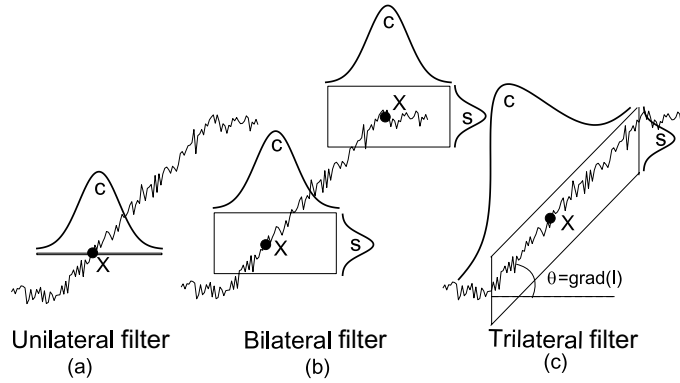 c
X
Unilateral filter
(a)
c
X
s
c
X
s
Bilateral filter
(b)
c
s
X
θ=grad(I)
Trilateral filter
(c)